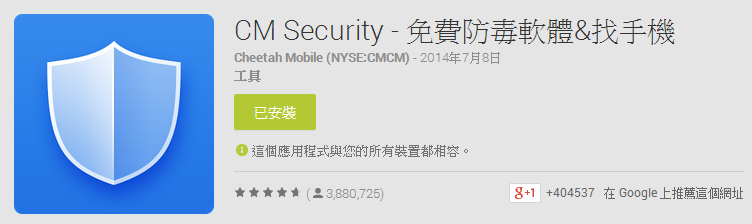 CM Security - 免費防毒軟體&找手機
Cheetah Mobile (NYSE:CMCM) - 2014年7月8日
工具
已安裝
這個應用程式與您的所有裝置都相容。
(3,880,725) g+1 +404537 在 Google 上推薦這個網址